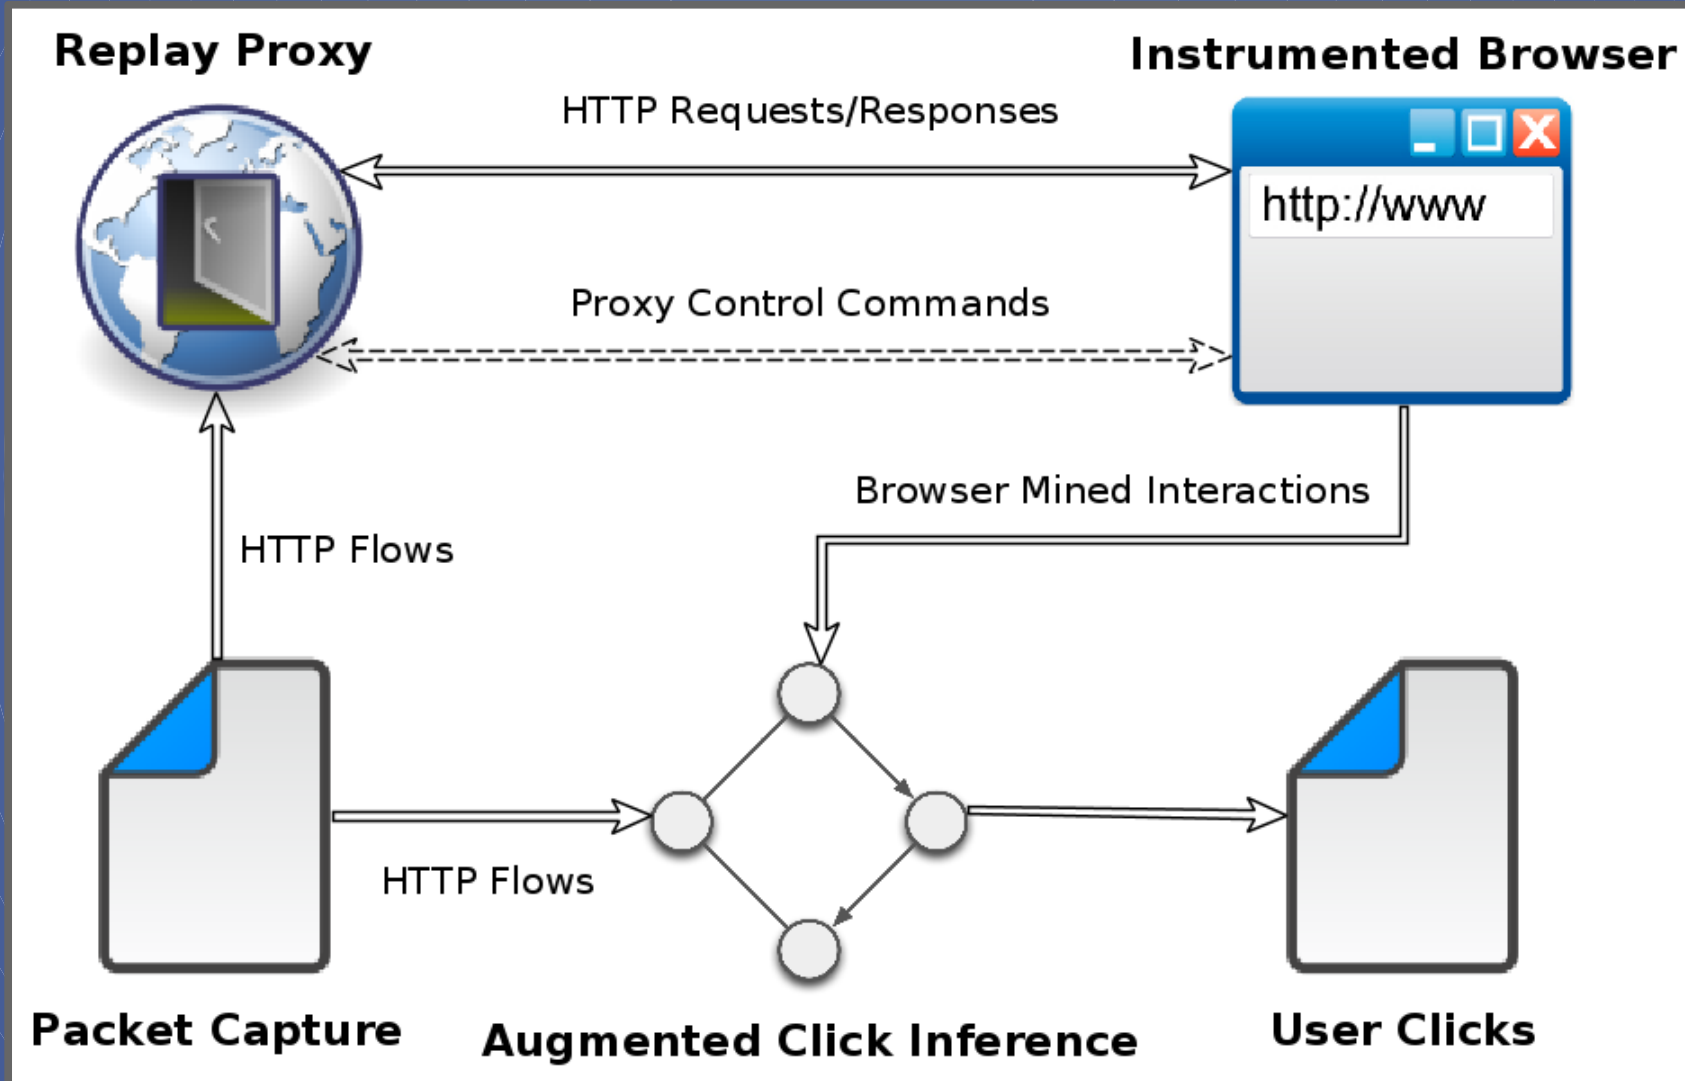 Replay Proxy
Instrumented Browser
HTTP Requests/Responses
http://www
Proxy Control Commands
Browser Mined Interactions
HTTP Flows
HTTP Flows
Packet Capture
Augmented Click Inference
User Clicks